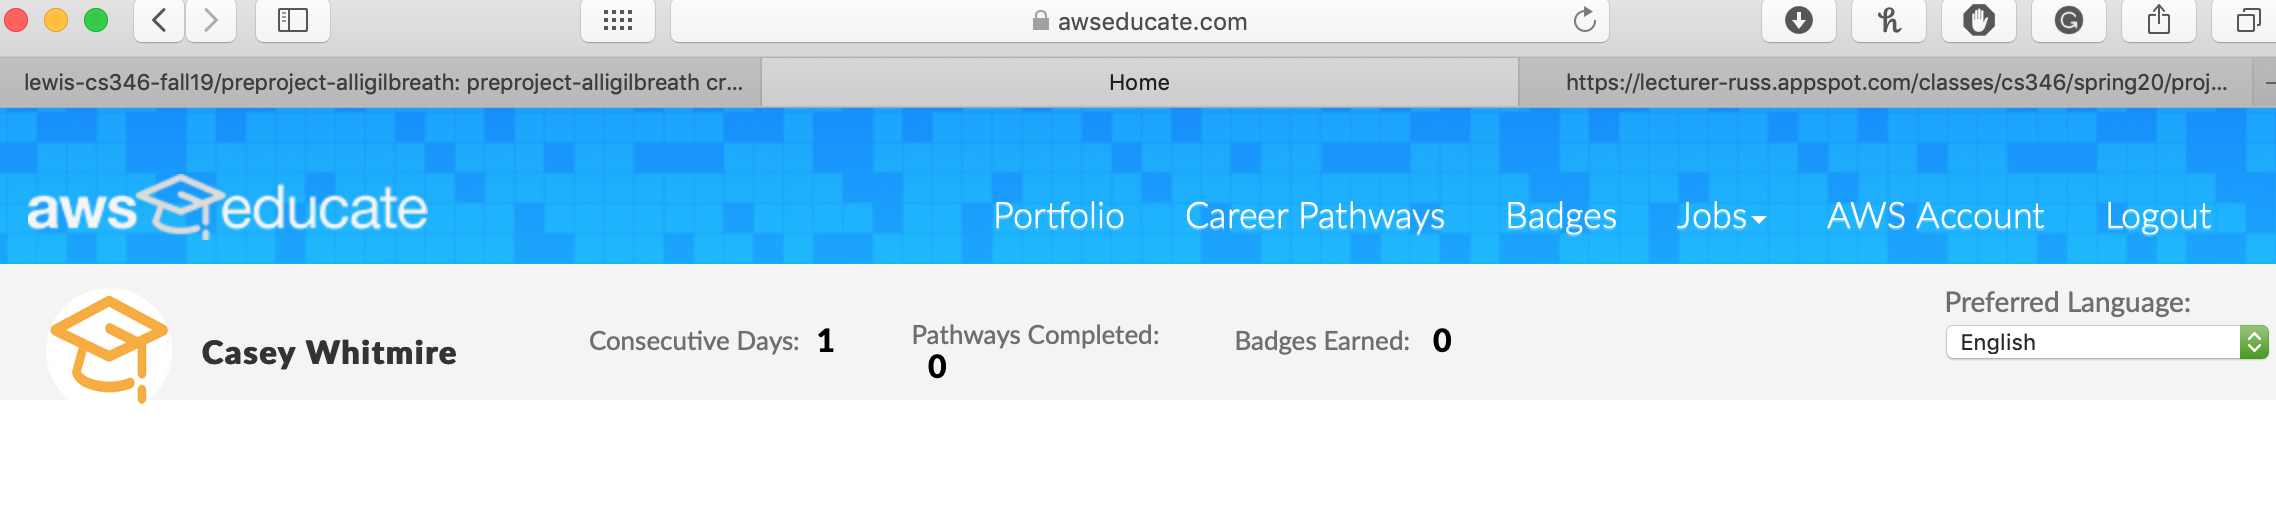 awseducate.com
lewis-cs346-fall19/preproject-alligilbreath: preproject-alligilbreath cr...
Home
https://lecturer-russ.appspot.com/classes/cs346/spring20/proj...
aws educate
Portfolio
Career Pathways
Badges
Jobs
AWS Account
Logout
Casey Whitmire
Consecutive Days: 1
Pathways Completed:
0
Badges Earned: 0
Preferred Language:
English